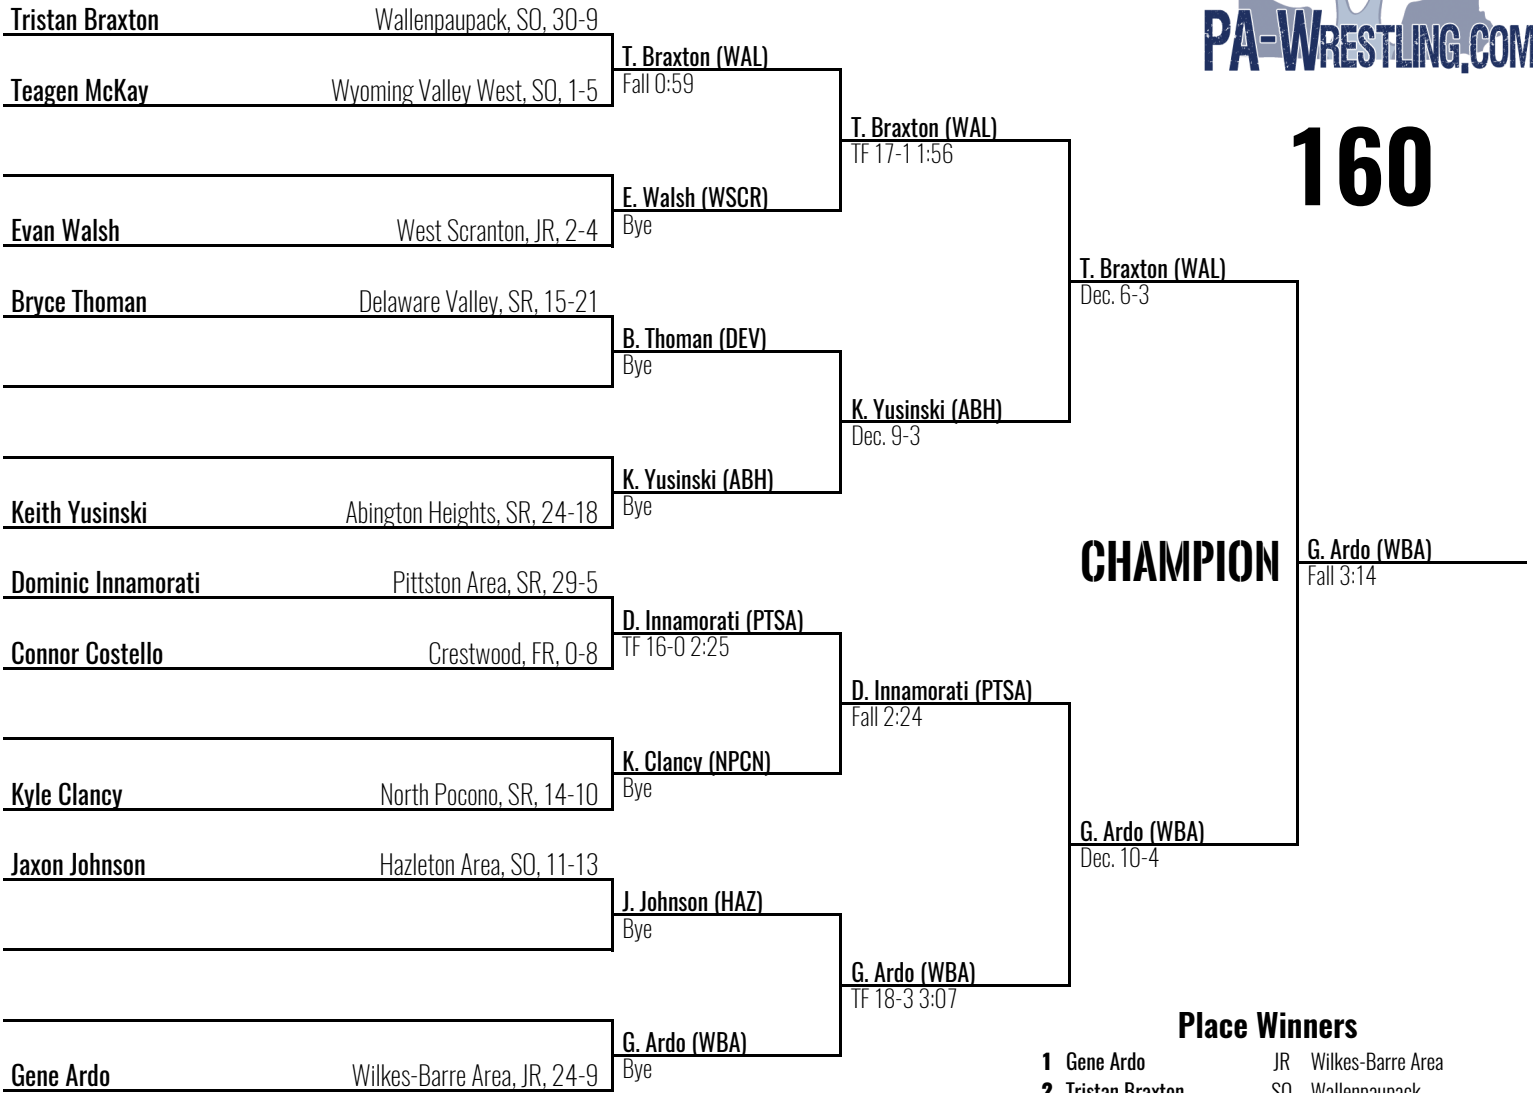 PA-WRESTLING.COM
160
Tristan Braxton Wallenpaupack, SO, 30-9
T. Braxton (WAL)
Fall 0:59
Teagen McKay Wyoming Valley West, SO, 1-5
T. Braxton (WAL)
TF 17-1 1:56
E. Walsh (WSCR)
Bye
Evan Walsh West Scranton, JR, 2-4
T. Braxton (WAL)
Dec. 6-3
Bryce Thoman Delaware Valley, SR, 15-21
B. Thoman (DEV)
Bye
K. Yusinski (ABH)
Dec. 9-3
K. Yusinski (ABH)
Bye
Keith Yusinski Abington Heights, SR, 24-18
CHAMPION
G. Ardo (WBA)
Fall 3:14
Dominic Innamorati Pittston Area, SR, 29-5
D. Innamorati (PTSA)
TF 16-0 2:25
Connor Costello Crestwood, FR, 0-8
D. Innamorati (PTSA)
Fall 2:24
K. Clancy (NPCN)
Bye
Kyle Clancy North Pocono, SR, 14-10
G. Ardo (WBA)
Dec. 10-4
Jaxon Johnson Hazleton Area, SO, 11-13
J. Johnson (HAZ)
Bye
G. Ardo (WBA)
TF 18-3 3:07
G. Ardo (WBA)
Bye
Gene Ardo Wilkes-Barre Area, JR, 24-9
Place Winners
1 Gene Ardo JR Wilkes-Barre Area
2 Tristan Braxton SO Wallenpaupack